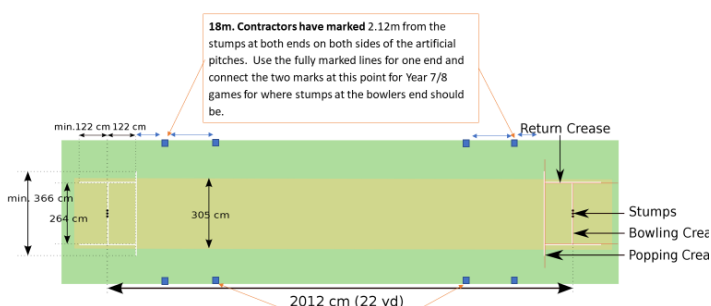 18m. Contractors have marked 2.12m from the
stumps at both ends on both sides of the artificial
pitches. Use the fully marked lines for one end and
connect the two marks at this point for Year 7/8
games for where stumps at the bowlers end should
be.
min.122 cm 122 cm
Return Crease
min. 366 cm
264 cm
305 cm
Stumps
Bowling Crea
Popping Crea
2012 cm (22 yd)